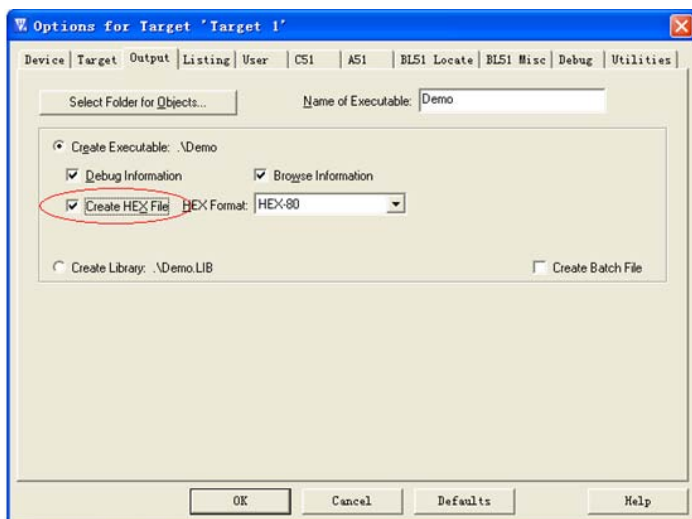 Options for Target 'Target 1'
Device Target Output Listing User C51 A51 BL51 Locate BL51 Misc Debug Utilities
Select Folder for Objects... Name of Executable: Demo
Create Executable: .\Demo
Debug Information Browse Information
Create HEX File HEX Format: HEX-80
Create Library: .\Demo.LIB Create Batch File
OK Cancel Defaults Help